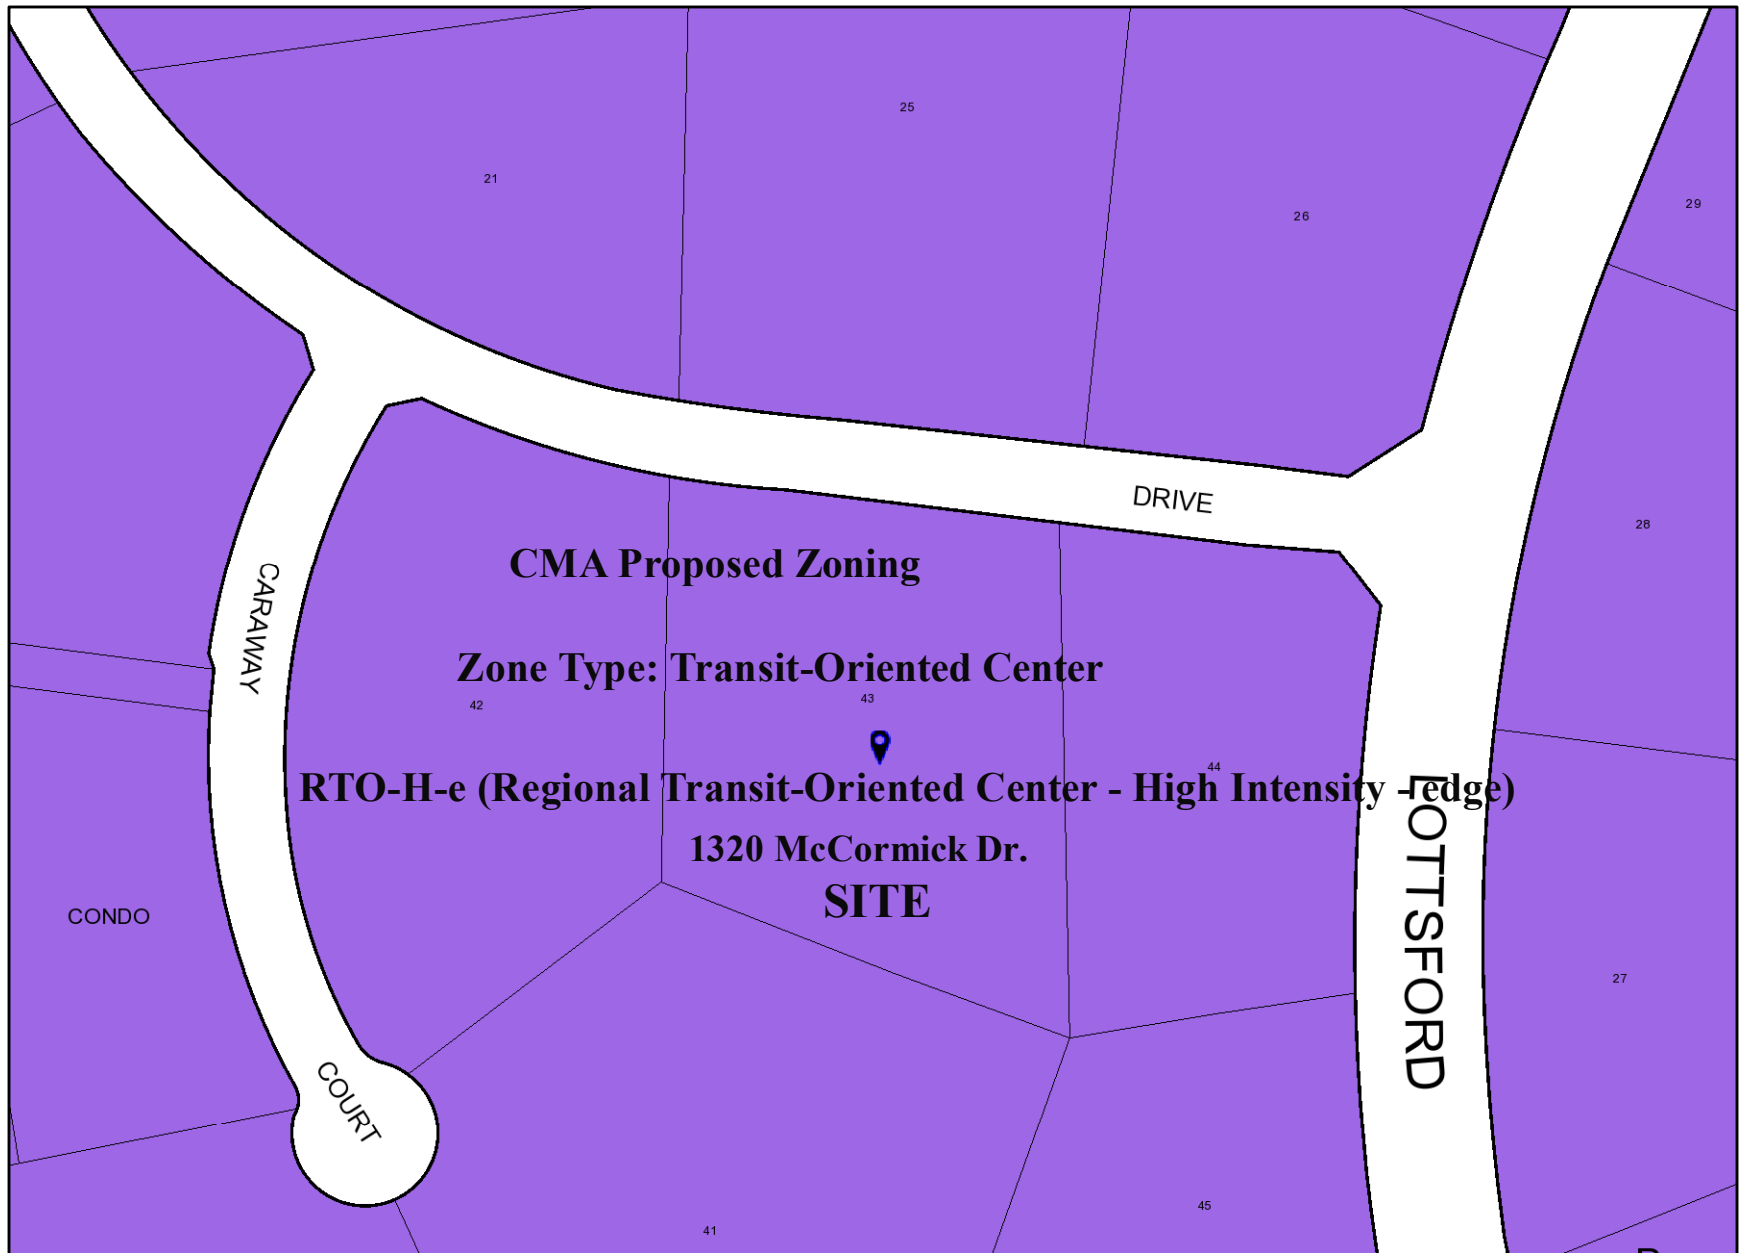 25
21
29
26
DRIVE
28
CMA Proposed Zoning
CARAWAY
Zone Type: Transit-Oriented Center
42
43
44
RTO-H-e (Regional Transit-Oriented Center - High Intensity - edge)
LOTTSFORD
1320 McCormick Dr.
SITE
CONDO
27
COURT
45
41